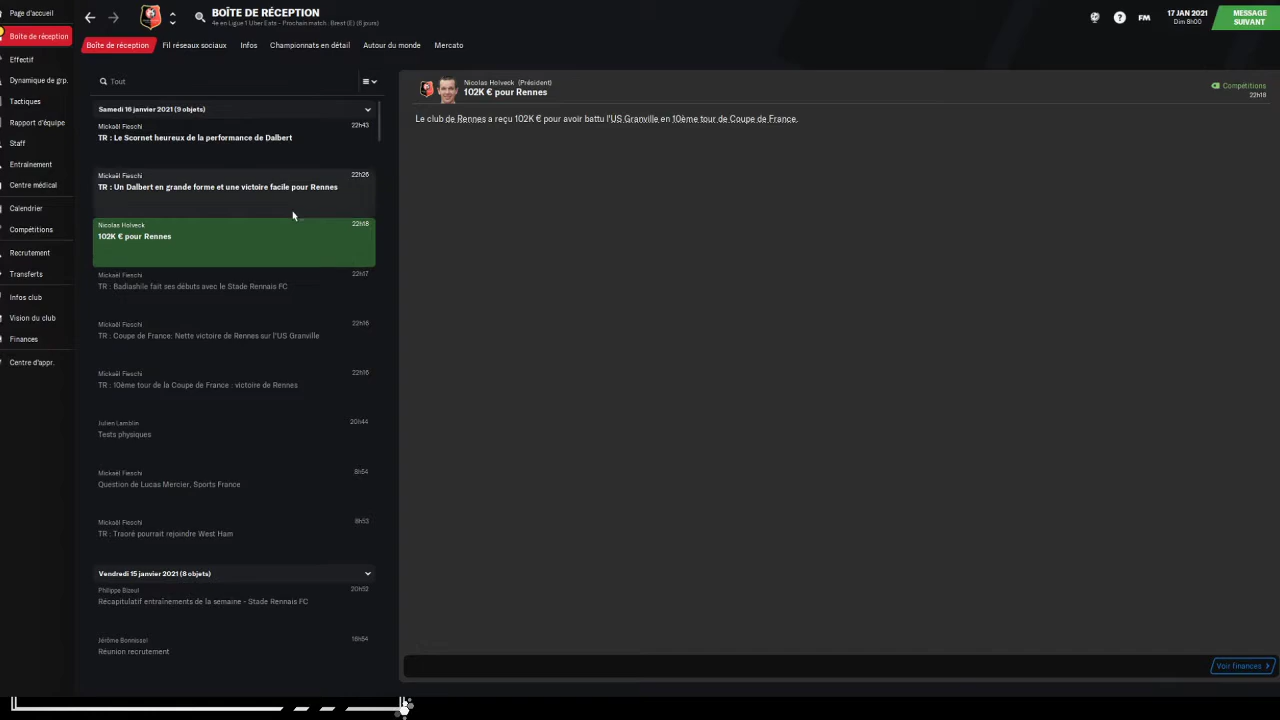 Page d'accueil
Boîte de réception
Effectif
Dynamique de grp.
Tactiques
Rapport d'équipe
Staff
Entraînement
Centre médical
Calendrier
Compétitions
Recrutement
Transferts
Infos club
Vision du club
Finances
Centre d'appr.
BOÎTE DE RÉCEPTION
4e en Ligue 1 Uber Eats - Prochain match : Brest (E) (6 jours)
FM
17 JAN 2021
Dim 8h00
MESSAGE
SUIVANT
Boîte de réception Fil réseaux sociaux Infos Championnats en détail Autour du monde Mercato
Tout
Samedi 16 janvier 2021 (9 objets)
Mickaël Fieschi 22h43
TR : Le Scornet heureux de la performance de Dalbert
Mickaël Fieschi 22h26
TR : Un Dalbert en grande forme et une victoire facile pour Rennes
Nicolas Holveck 22h18
102K € pour Rennes
Mickaël Fieschi 22h17
TR : Badiashile fait ses débuts avec le Stade Rennais FC
Mickaël Fieschi 22h16
TR : Coupe de France: Nette victoire de Rennes sur l'US Granville
Mickaël Fieschi 22h16
TR : 10ème tour de la Coupe de France : victoire de Rennes
Julien Lamblin 20h44
Tests physiques
Mickaël Fieschi 8h54
Question de Lucas Mercier, Sports France
Mickaël Fieschi 8h53
TR : Traoré pourrait rejoindre West Ham
Vendredi 15 janvier 2021 (8 objets)
Philippe Bizeul 20h52
Récapitulatif entraînements de la semaine - Stade Rennais FC
Jérôme Bonnissel 16h54
Réunion recrutement
Nicolas Holveck (Président)
102K € pour Rennes
Compétitions
22h18
Le club de Rennes a reçu 102K € pour avoir battu l'US Granville en 10ème tour de Coupe de France.
Voir finances